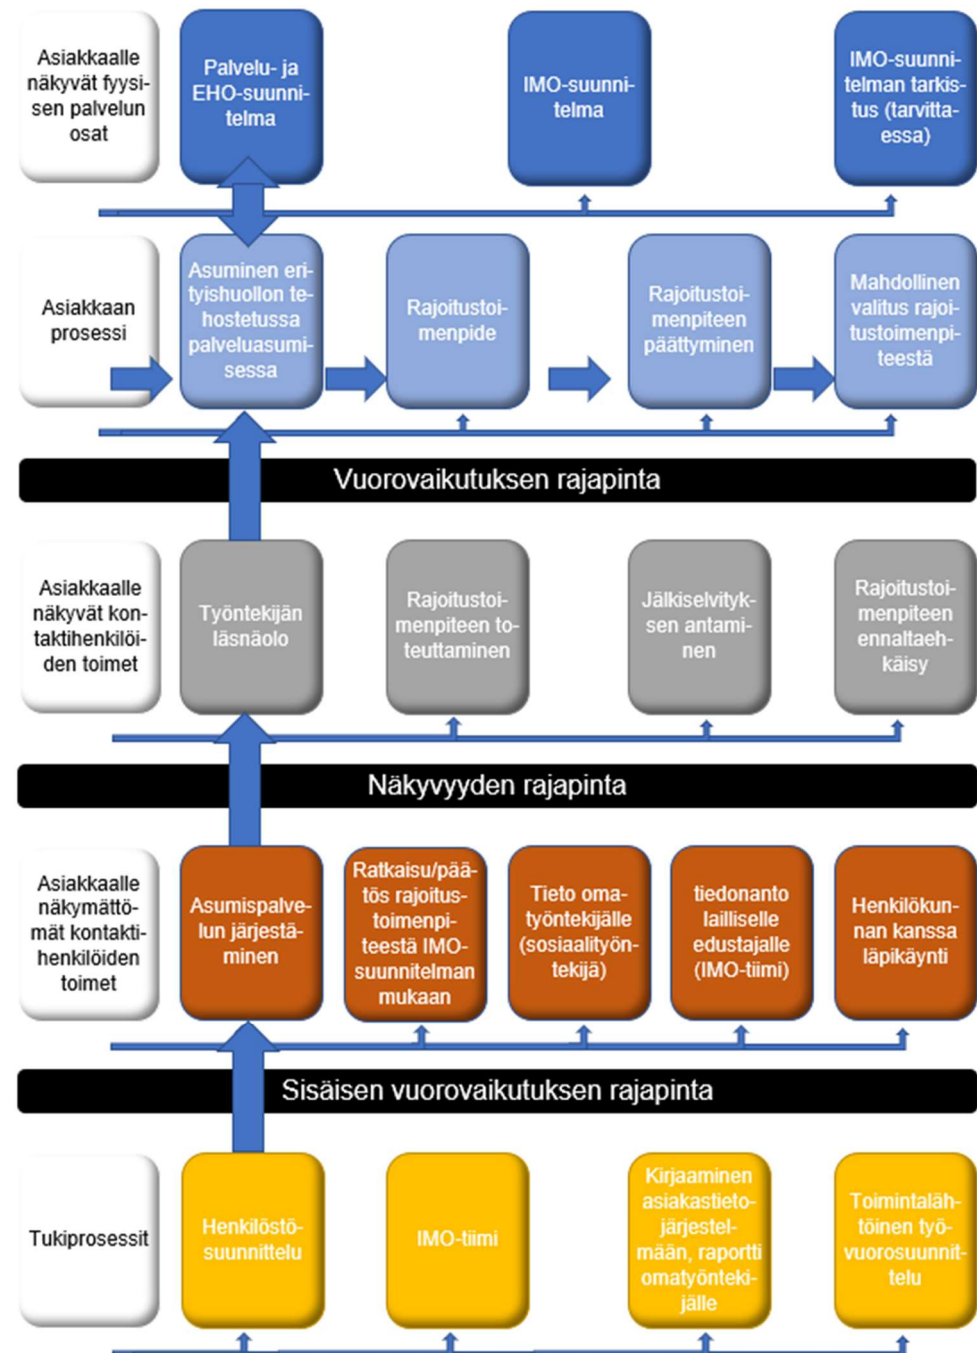 Asiakkaalle
näkyvät fyysi-
sen palvelun
osat
Palvelu- ja
EHO-suunni-
telma
IMO-suunni-
telma
IMO-suunni-
telman tarkis-
tus (tarvitta-
essa)
Asiakkaan
prosessi
Asuminen eri-
tyishuollon te-
hostetussa
palveluasumi-
sessa
Rajoitustoi-
menpide
Rajoitustoi-
menpiteen
päättyminen
Mahdollinen
valitus rajoi-
tustoimenpi-
teestä
Vuorovaikutuksen rajapinta
Asiakkaalle
näkyvät kon-
taktihenkilöi-
den toimet
Työntekijän
läsnäolo
Rajoitustoi-
menpiteen to-
teuttaminen
Jälkiselvityk-
sen antami-
nen
Rajoitustoi-
menpiteen
ennaltaeh-
käisy
Näkyvyyden rajapinta
Asiakkaalle
näkymättö-
mät kontakti-
henkilöiden
toimet
Asumispalve-
lun järjestä-
minen
Ratkaisu/pää-
tös rajoitus-
toimenpi-
teestä IMO-
suunnitelman
mukaan
Tieto oma-
työntekijälle
(sosiaalityön-
tekijä)
tiedonanto
lailliselle
edustajalle
(IMO-tiimi)
Henkilökun-
nan kanssa
läpikäynti
Sisäisen vuorovaikutuksen rajapinta
Tukiprosessit
Henkilöstö-
suunnittelu
IMO-tiimi
Kirjaaminen
asiakastieto-
järjestel-
mään, raportti
omatyönteki-
jälle
Toimintaläh-
töinen työ-
vuorosuunnit-
telu